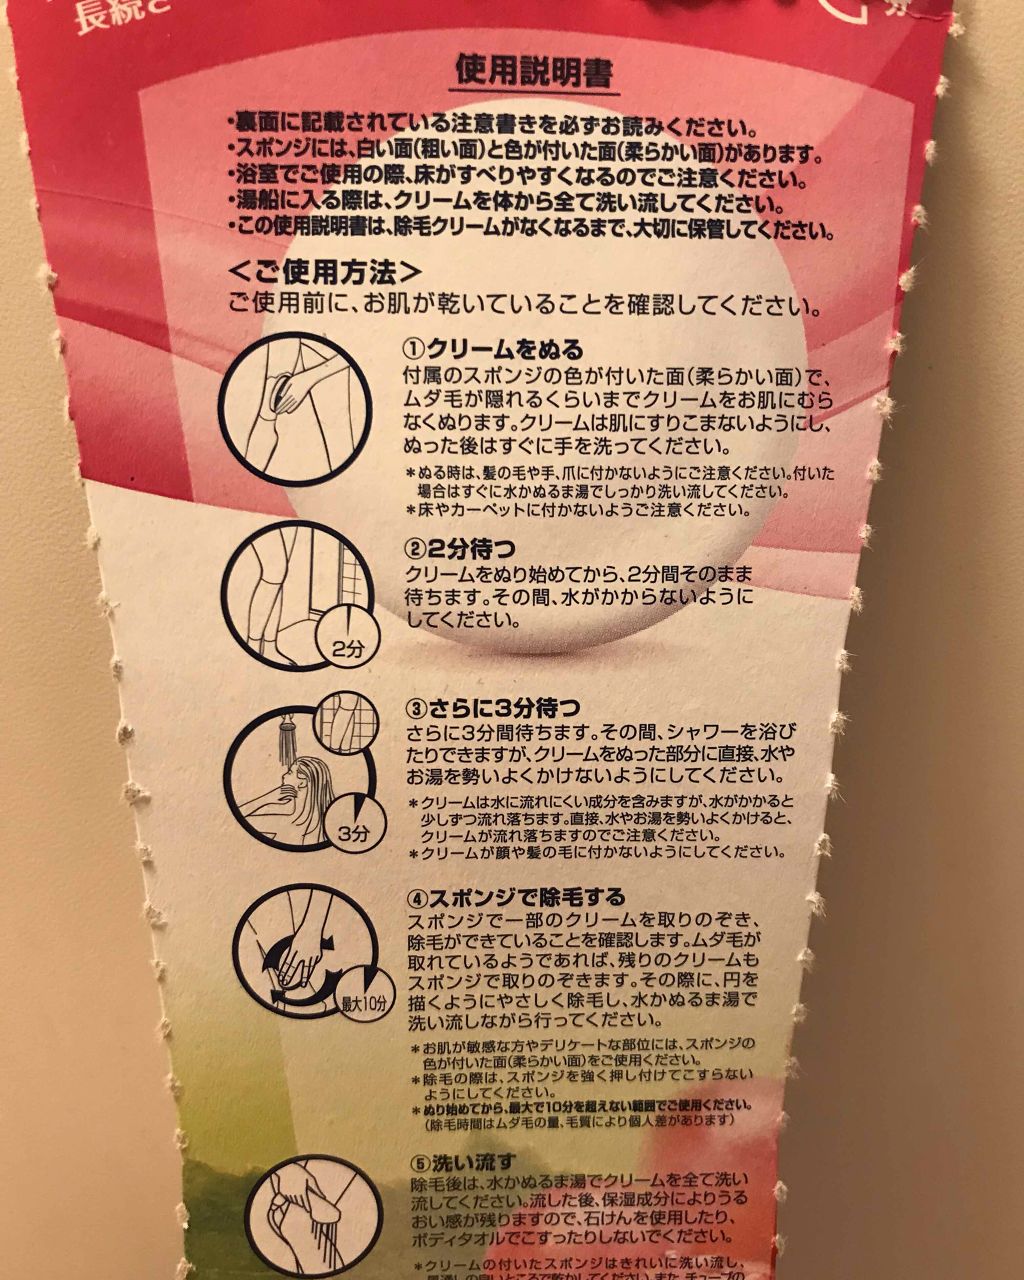 長続き
使用説明書
・裏面に記載されている注意書きを必ずお読みください。
・スポンジには、白い面(粗い面)と色が付いた面(柔らかい面)があります。
・浴室でご使用の際、床がすべりやすくなるのでご注意ください。
・湯船に入る際は、クリームを体から全て洗い流してください。
・この使用説明書は、除毛クリームがなくなるまで、大切に保管してください。
＜ご使用方法＞
ご使用前に、お肌が乾いていることを確認してください。
①クリームをぬる
付属のスポンジの色が付いた面(柔らかい面)で、
ムダ毛が隠れるくらいまでクリームをお肌にむら
なくぬります。クリームは肌にすりこまないようにし、
ぬった後はすぐに手を洗ってください。
＊ぬる時は、髪の毛や手、爪に付かないようにご注意ください。付いた
場合はすぐに水かぬるま湯でしっかり洗い流してください。
＊床やカーペットに付かないようご注意ください。
②2分待つ
クリームをぬり始めてから、2分間そのまま
待ちます。その間、水がかからないように
してください。
2分
③さらに3分待つ
さらに3分間待ちます。その間、シャワーを浴び
たりできますが、クリームをぬった部分に直接、水や
お湯を勢いよくかけないようにしてください。
＊クリームは水に流れにくい成分を含みますが、水がかかると
少しずつ流れ落ちます。直接、水やお湯を勢いよくかけると、
クリームが流れ落ちますのでご注意ください。
＊クリームが顔や髪の毛に付かないようにしてください。
3分
④スポンジで除毛する
スポンジで一部のクリームを取りのぞき、
除毛ができていることを確認します。ムダ毛が
取れているようであれば、残りのクリームも
スポンジで取りのぞきます。その際に、円を
描くようにやさしく除毛し、水かぬるま湯で
洗い流しながら行ってください。
最大10分
＊お肌が敏感な方やデリケートな部位には、スポンジの
色が付いた面(柔らかい面)をご使用ください。
＊除毛の際は、スポンジを強く押し付けてこすらない
ようにしてください。
＊ぬり始めてから、最大で10分を超えない範囲でご使用ください。
(除毛時間はムダ毛の量、毛質により個人差があります)
⑤洗い流す
除毛後は、水かぬるま湯でクリームを全て洗い
流してください。流した後、保湿成分によりうる
おい感が残りますので、石けんを使用したり、
ボディタオルでこすったりしないでください。
＊クリームの付いたスポンジはきれいに洗い流し、
風通しの良いところで乾かしてください。また、チューブの